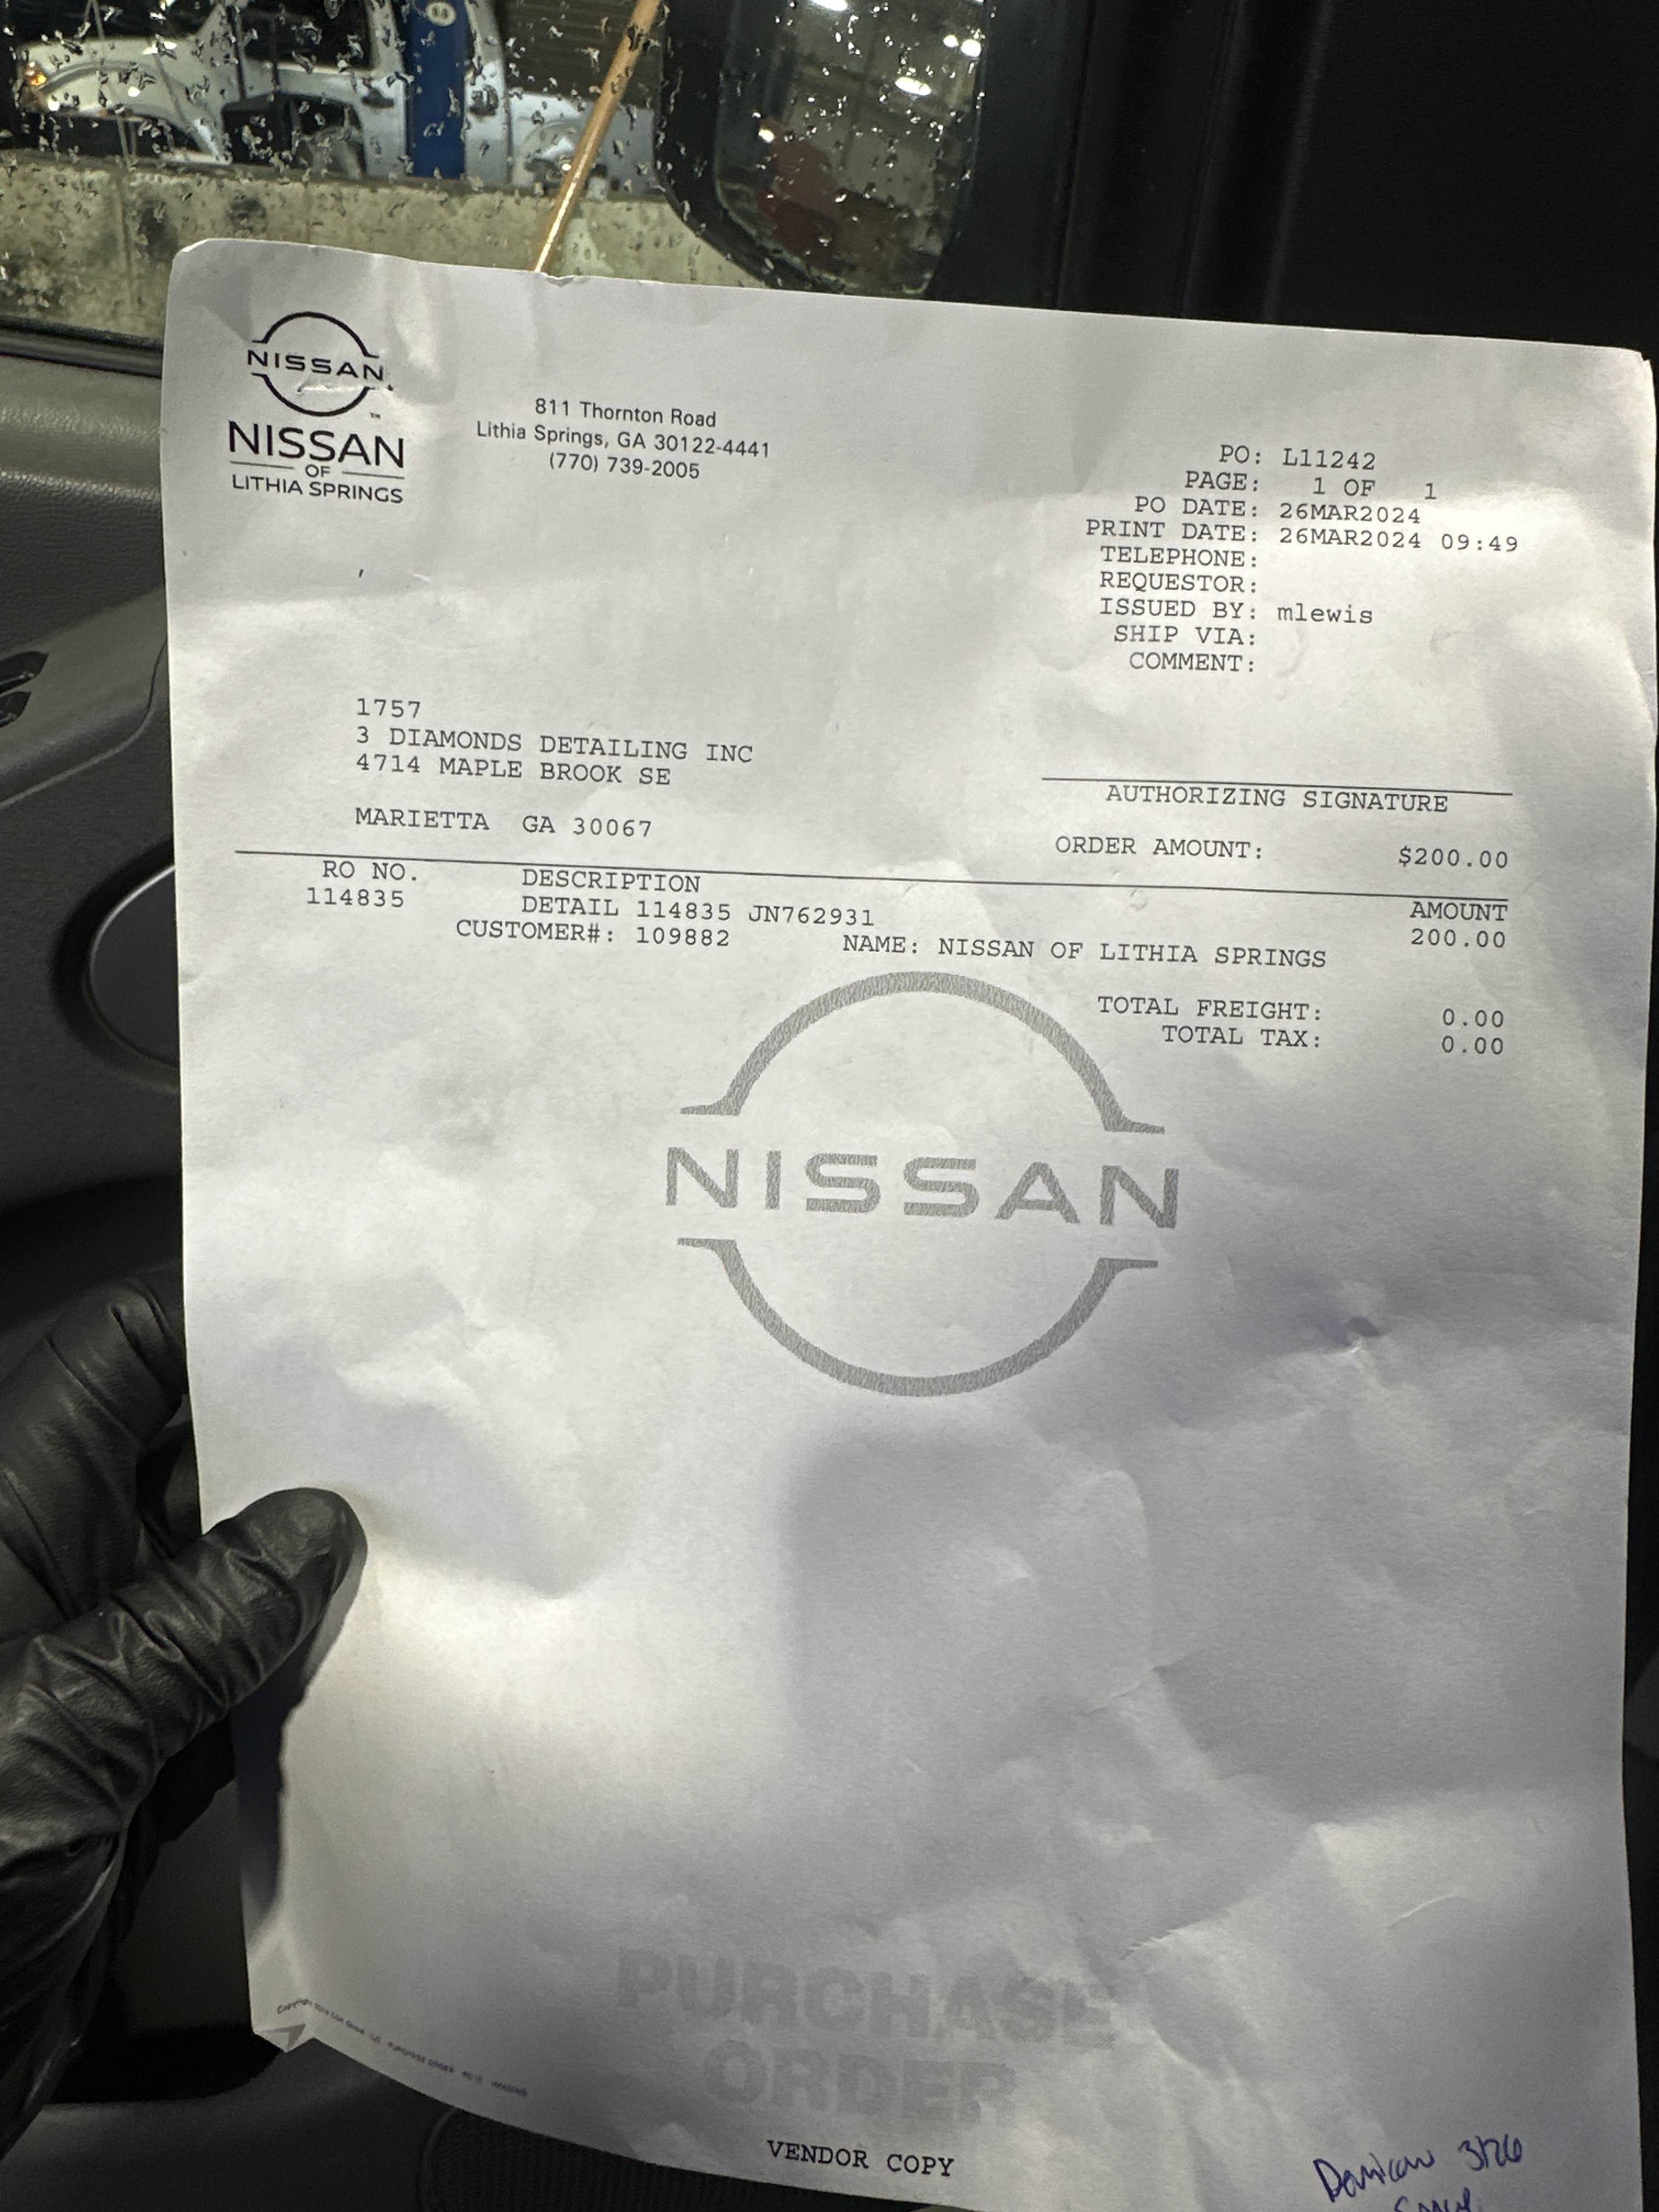 NISSAN
NISSAN
OF
LITHIA SPRINGS
811 Thornton Road
Lithia Springs, GA 30122-4441
(770) 739-2005
PO: L11242
PAGE: 1 OF 1
PO DATE: 26MAR2024
PRINT DATE: 26MAR2024 09:49
TELEPHONE:
REQUESTOR:
ISSUED BY: mlewis
SHIP VIA:
COMMENT:
1757
3 DIAMONDS DETAILING INC
4714 MAPLE BROOK SE
MARIETTA GA 30067
AUTHORIZING SIGNATURE
ORDER AMOUNT: $200.00
RO NO. DESCRIPTION AMOUNT
114835 DETAIL 114835 JN762931 200.00
CUSTOMER#: 109882 NAME: NISSAN OF LITHIA SPRINGS
TOTAL FREIGHT: 0.00
TOTAL TAX: 0.00
NISSAN
PURCHASE
ORDER
VENDOR COPY
3/26